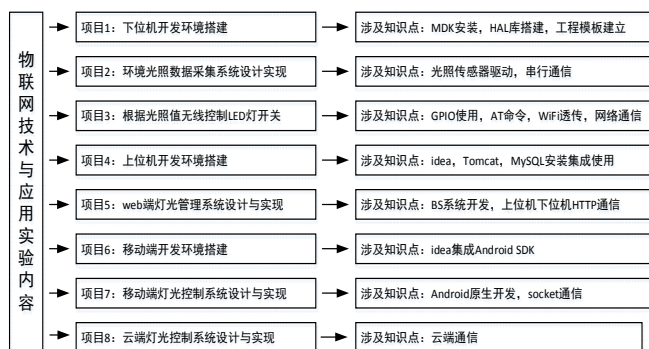 物联网技术与应用实验内容
项目1：下位机开发环境搭建
涉及知识点：MDK安装，HAL库搭建，工程模板建立
项目2：环境光照数据采集系统设计实现
涉及知识点：光照传感器驱动，串行通信
项目3：根据光照值无线控制LED灯开关
涉及知识点：GPIO使用，AT命令，WiFi透传，网络通信
项目4：上位机开发环境搭建
涉及知识点：idea，Tomcat，MySQL安装集成使用
项目5：web端灯光管理系统设计与实现
涉及知识点：BS系统开发，上位机下位机HTTP通信
项目6：移动端开发环境搭建
涉及知识点：idea集成Android SDK
项目7：移动端灯光控制系统设计与实现
涉及知识点：Android原生开发，socket通信
项目8：云端灯光控制系统设计与实现
涉及知识点：云端通信